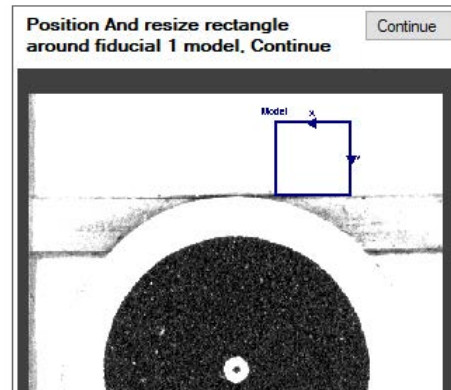 Position And resize rectangle
around fiducial 1 model, Continue
Continue
Model
X
Y